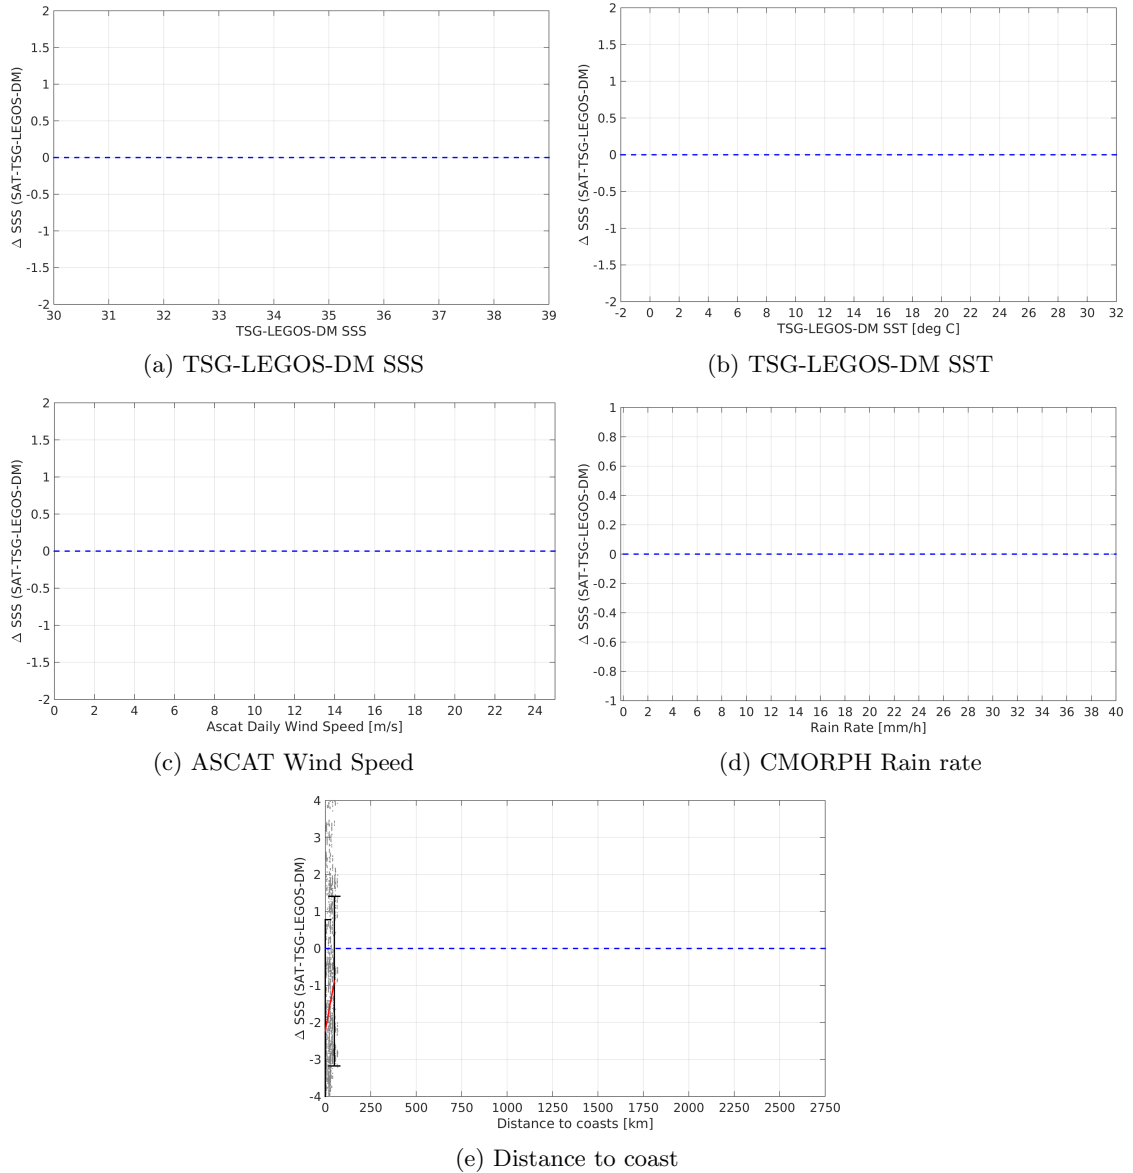 2
1.5
1
0.5
0
-0.5
-1
-1.5
-2
Δ SSS (SAT-TSG-LEGOS-DM)
30 31 32 33 34 35 36 37 38 39
TSG-LEGOS-DM SSS
(a) TSG-LEGOS-DM SSS
2
1.5
1
0.5
0
-0.5
-1
-1.5
-2
Δ SSS (SAT-TSG-LEGOS-DM)
-2 0 2 4 6 8 10 12 14 16 18 20 22 24 26 28 30 32
TSG-LEGOS-DM SST [deg C]
(b) TSG-LEGOS-DM SST
2
1.5
1
0.5
0
-0.5
-1
-1.5
-2
Δ SSS (SAT-TSG-LEGOS-DM)
0 2 4 6 8 10 12 14 16 18 20 22 24
Ascat Daily Wind Speed [m/s]
(c) ASCAT Wind Speed
1
0.8
0.6
0.4
0.2
0
-0.2
-0.4
-0.6
-0.8
-1
Δ SSS (SAT-TSG-LEGOS-DM)
0 2 4 6 8 10 12 14 16 18 20 22 24 26 28 30 32 34 36 38 40
Rain Rate [mm/h]
(d) CMORPH Rain rate
4
3
2
1
0
-1
-2
-3
-4
Δ SSS (SAT-TSG-LEGOS-DM)
0 250 500 750 1000 1250 1500 1750 2000 2250 2500 2750
Distance to coasts [km]
(e) Distance to coast